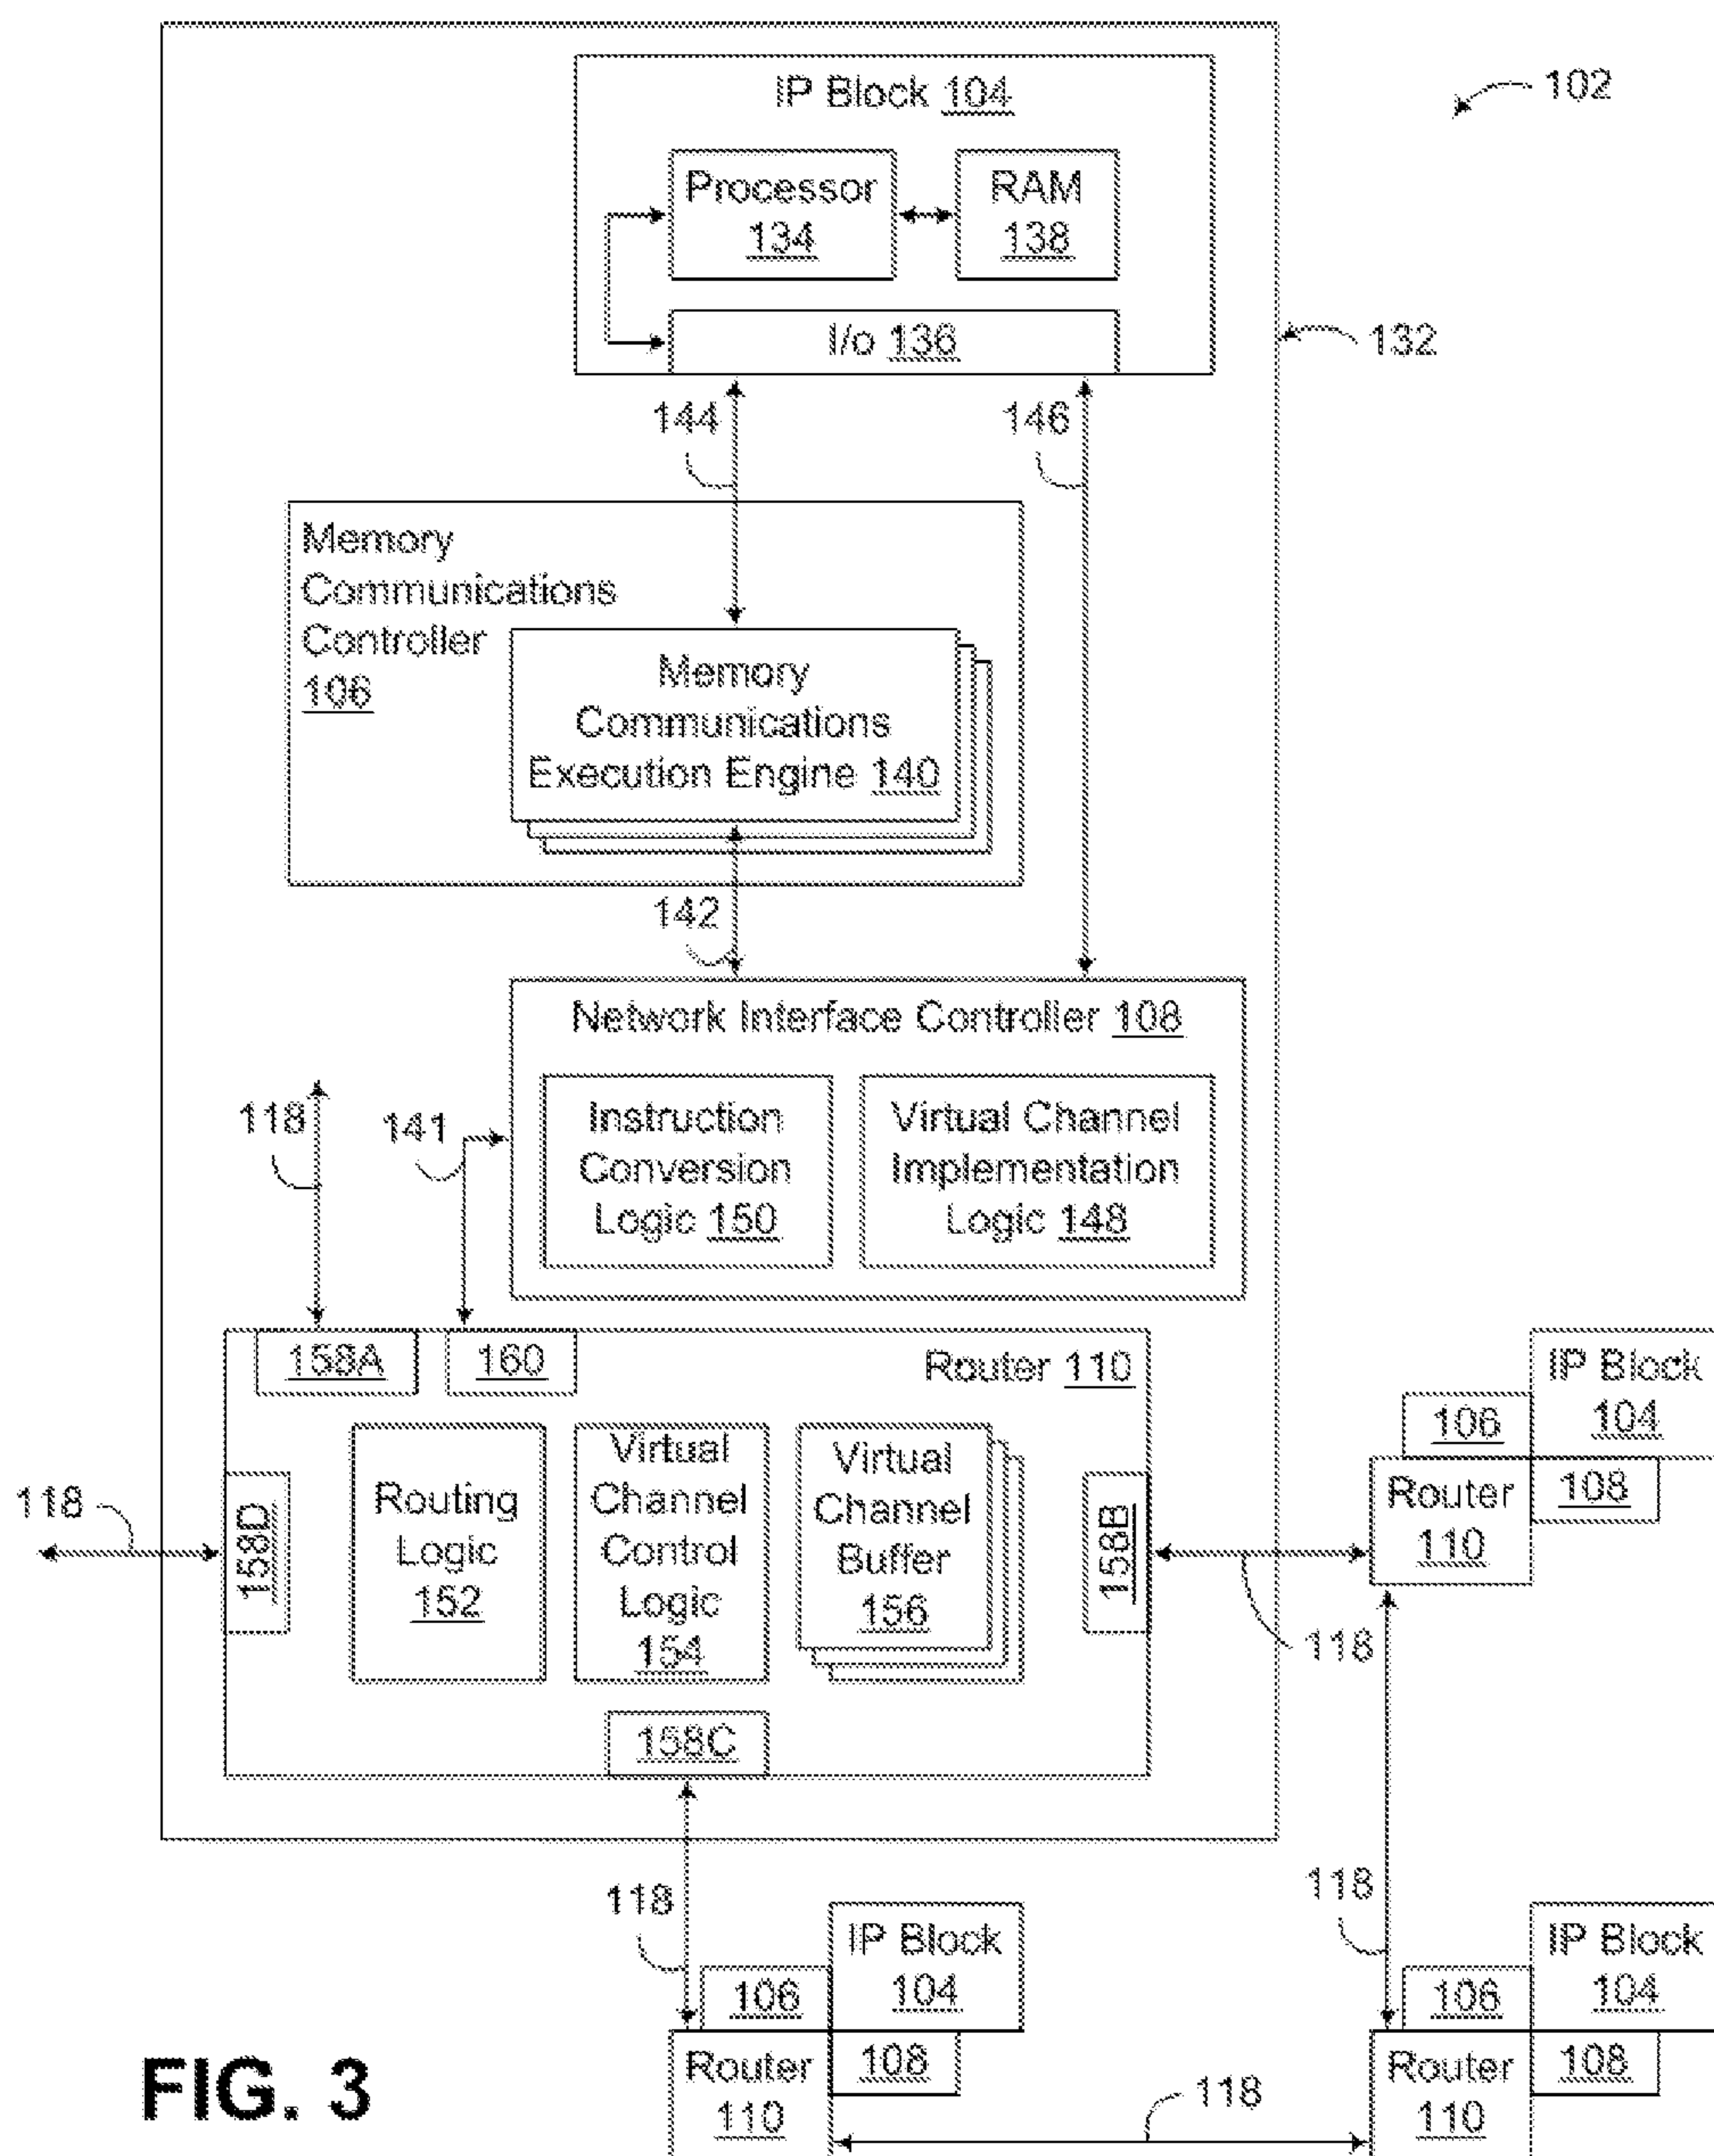 IP Block 104
102
Processor
134
RAM
138
I/o 136
132
144
146
Memory
Communications
Controller
106
Memory
Communications
Execution Engine 140
142
Network Interface Controller 108
118
141
Instruction
Conversion
Logic 150
Virtual Channel
Implementation
Logic 148
158A
160
Router 110
IP Block
104
106
Router
110
108
118
158D
Routing
Logic
152
Virtual
Channel
Control
Logic
154
Virtual
Channel
Buffer
156
158B
118
158C
118
118
IP Block
104
106
Router
110
108
IP Block
104
106
Router
110
108
118
FIG. 3